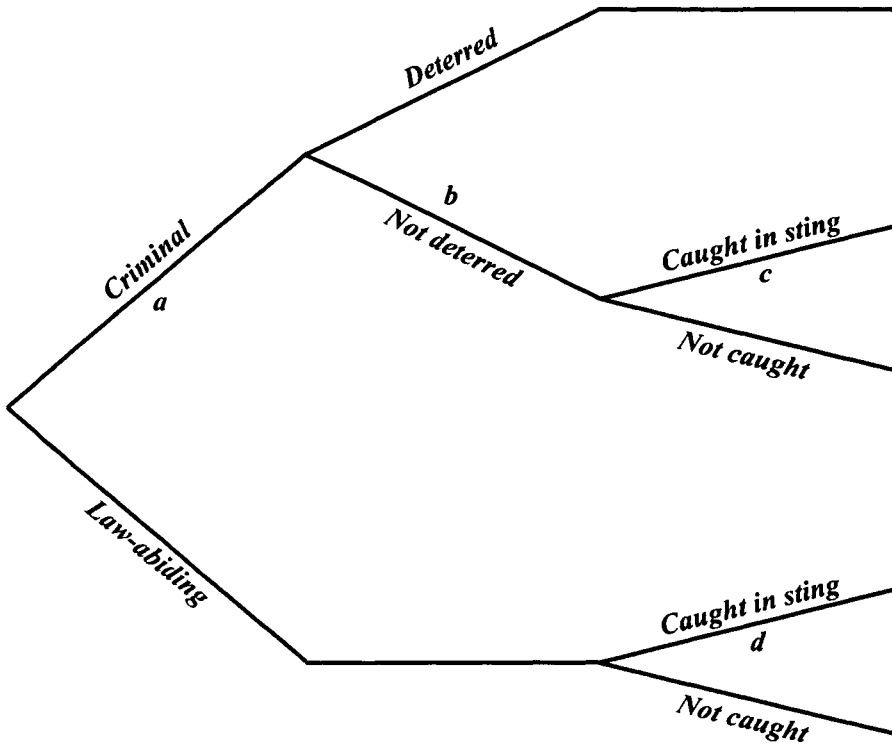 Deterred
Criminal
a
b
Not deterred
Caught in sting
c
Not caught
Law-abiding
Caught in sting
d
Not caught